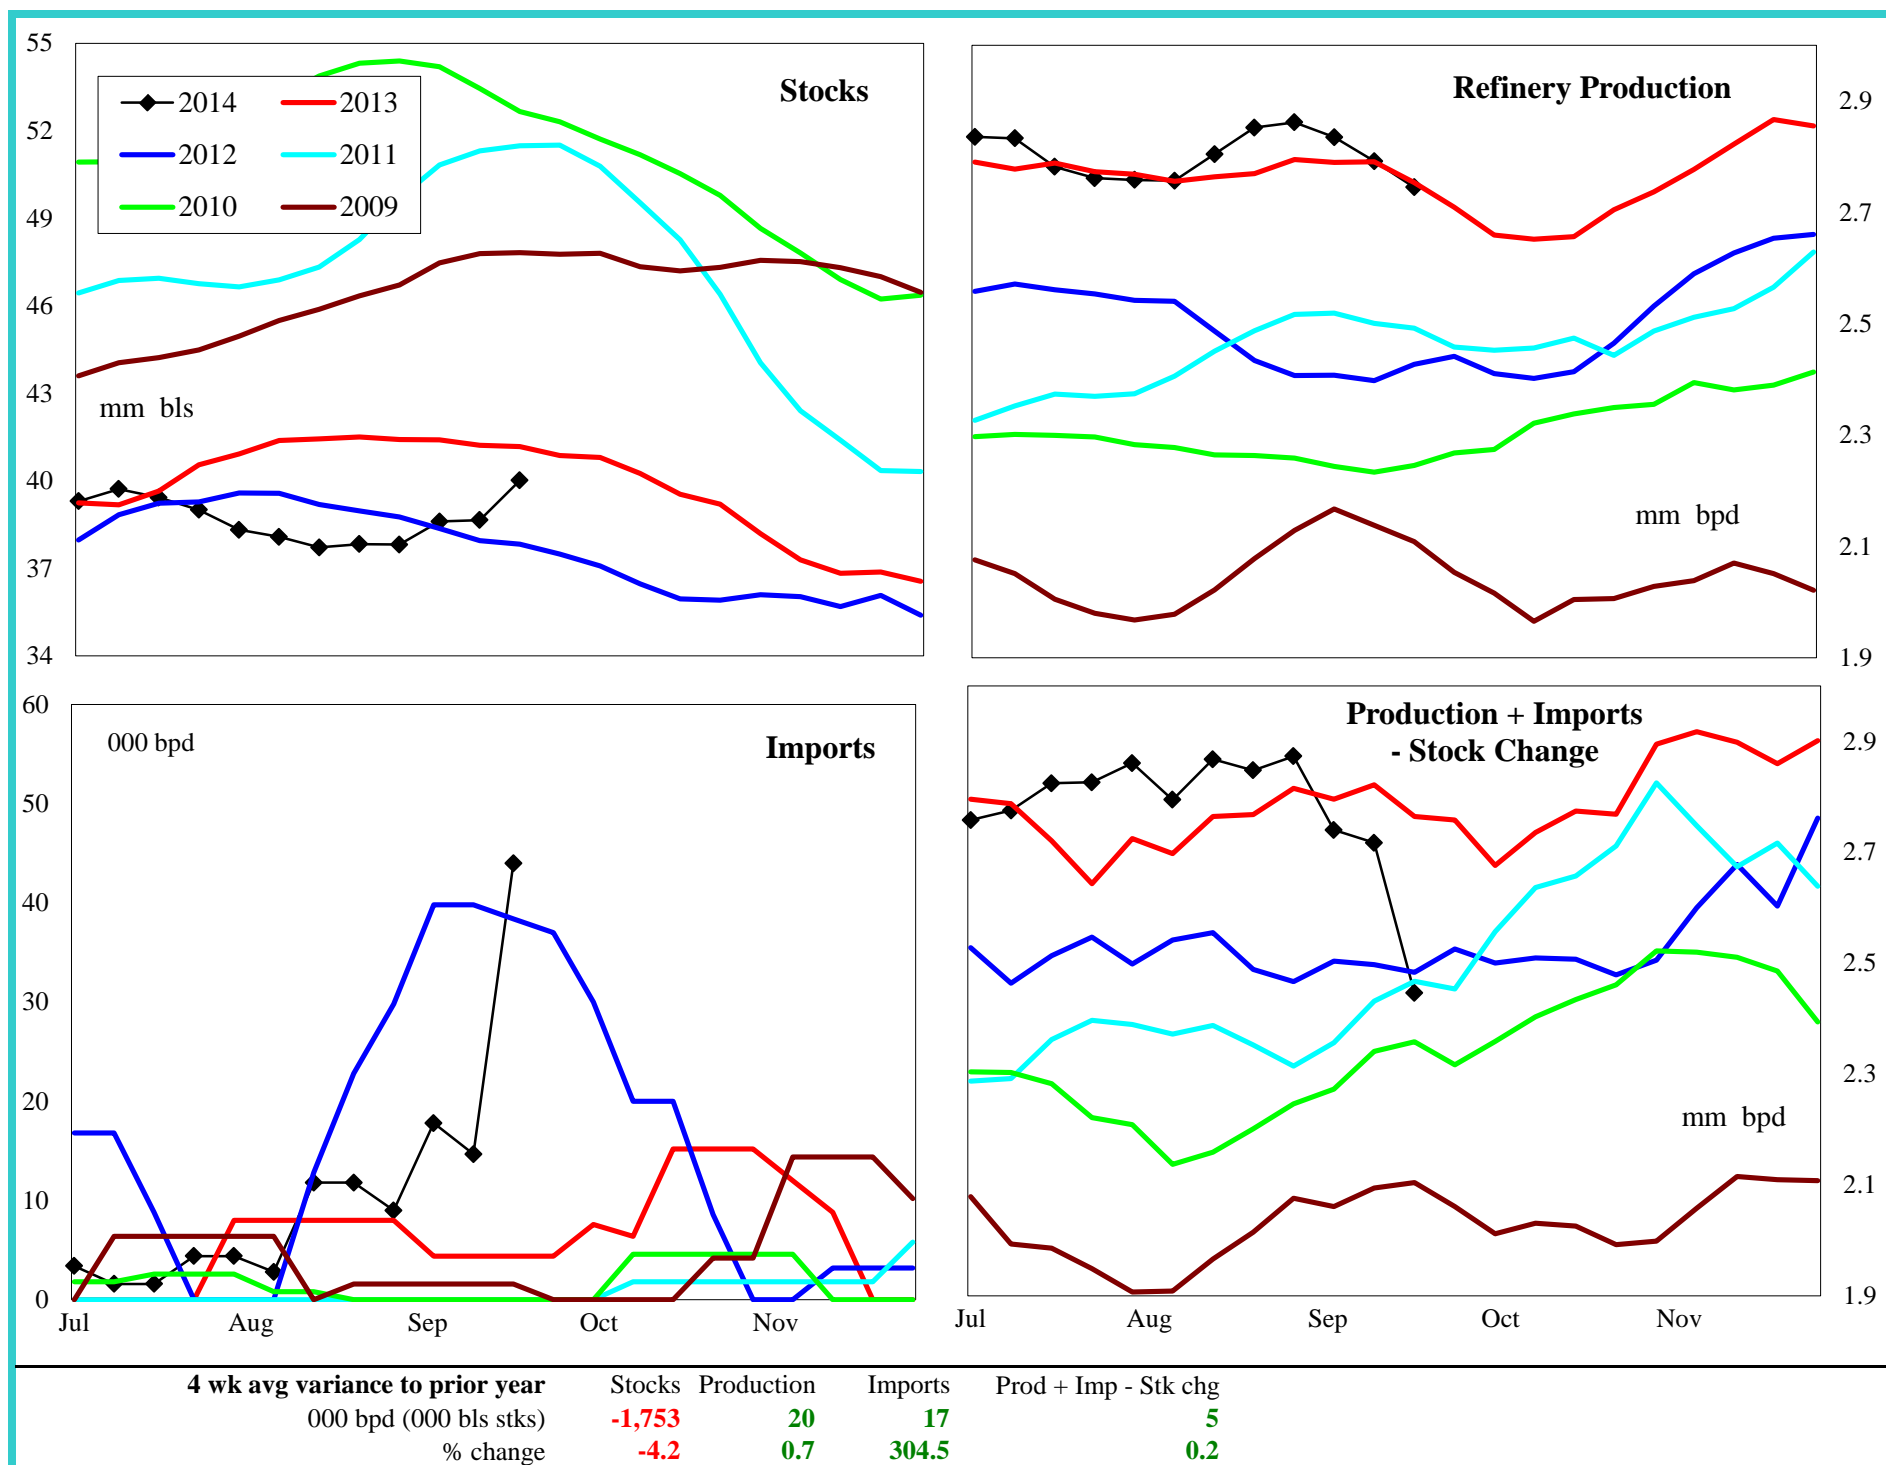 55
52
49
46
43
40
37
34
Stocks
2014 2013
2012 2011
2010 2009
mm bls
Refinery Production
2.9
2.7
2.5
2.3
2.1
1.9
mm bpd
60
50
40
30
20
10
0
000 bpd
Imports
Jul Aug Sep Oct Nov
Production + Imports
- Stock Change
2.9
2.7
2.5
2.3
2.1
1.9
mm bpd
Jul Aug Sep Oct Nov
4 wk avg variance to prior year Stocks Production Imports Prod + Imp - Stk chg
000 bpd (000 bls stks) -1,753 20 17 5
% change -4.2 0.7 304.5 0.2